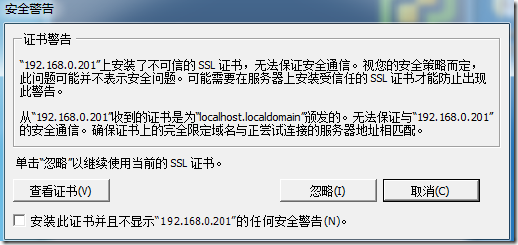 安全警告
证书警告
“192.168.0.201”上安装了不可信的 SSL 证书，无法保证安全通信。视您的安全策略而定，
此问题可能并不表示安全问题。可能需要在服务器上安装受信任的 SSL 证书才能防止出现
此警告。
从“192.168.0.201”收到的证书是为“localhost.localdomain”颁发的。无法保证与“192.168.0.201”
的安全通信。确保证书上的完全限定域名与正尝试连接的服务器地址相匹配。
单击“忽略”以继续使用当前的 SSL 证书。
查看证书(V) 忽略(I) 取消(C)
安装此证书并且不显示“192.168.0.201”的任何安全警告(N)。